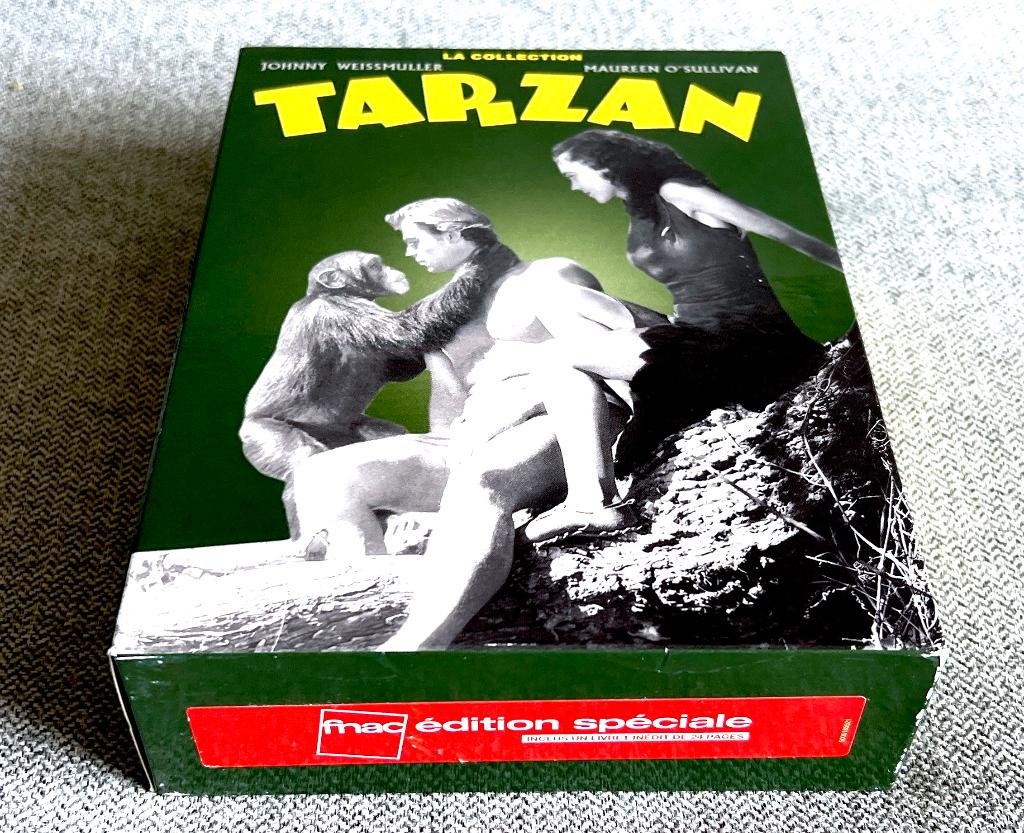 LA COLLECTION
JOHNNY WEISSMULLER MAUREEN O'SULLIVAN
TARZAN
fnac édition spéciale
INCLUS UN LIVRET INÉDIT DE 24 PAGES